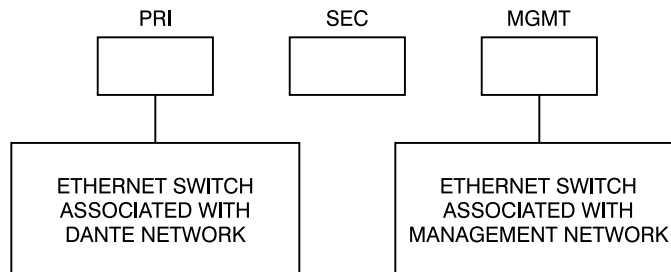 PRI SEC MGMT
ETHERNET SWITCH
ASSOCIATED WITH
DANTE NETWORK
ETHERNET SWITCH
ASSOCIATED WITH
MANAGEMENT NETWORK